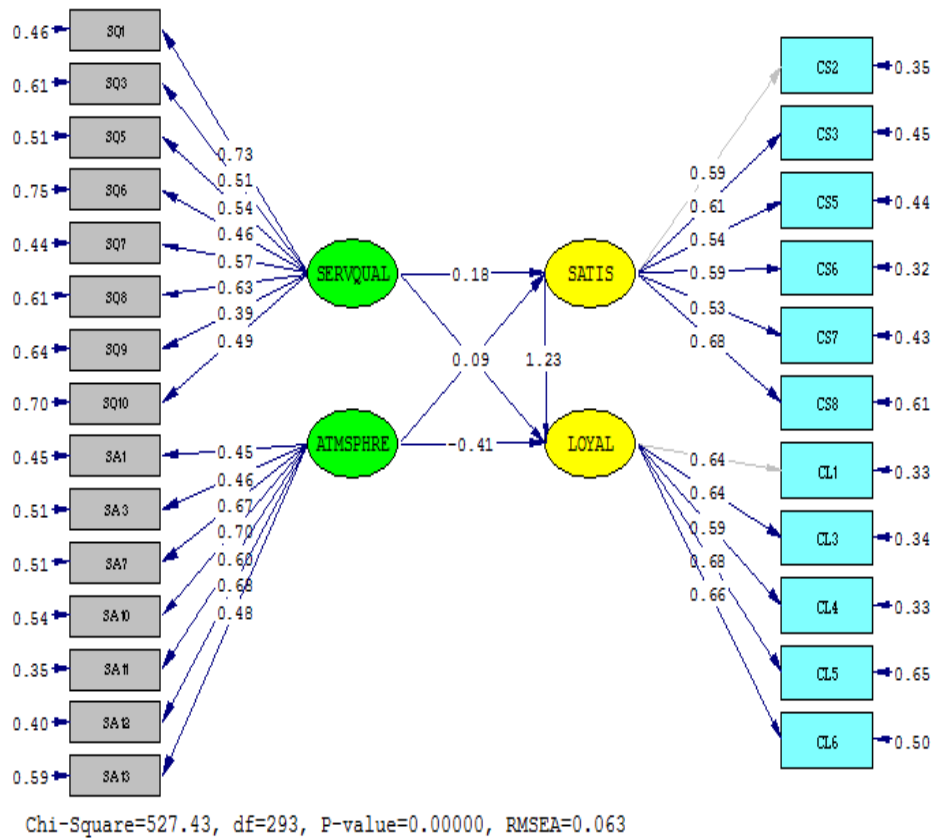 0.46 SQ1
0.61 SQ3
0.51 SQ5
0.75 SQ6
0.44 SQ7
0.61 SQ8
0.64 SQ9
0.70 SQ10
0.45 SA1
0.51 SA3
0.51 SA7
0.54 SA10
0.35 SA11
0.40 SA12
0.59 SA13
0.73
0.51
0.54
0.46
0.57
0.63
0.39
0.49
0.45
0.46
0.67
0.70
0.60
0.68
0.48
SERVQUAL
ATMSPHRE
0.18
0.09
1.23
-0.41
SATIS
LOYAL
0.59
0.61
0.54
0.59
0.53
0.68
0.64
0.64
0.59
0.68
0.66
CS2 0.35
CS3 0.45
CS5 0.44
CS6 0.32
CS7 0.43
CS8 0.61
CL1 0.33
CL3 0.34
CL4 0.33
CL5 0.65
CL6 0.50
Chi-Square=527.43, df=293, P-value=0.00000, RMSEA=0.063